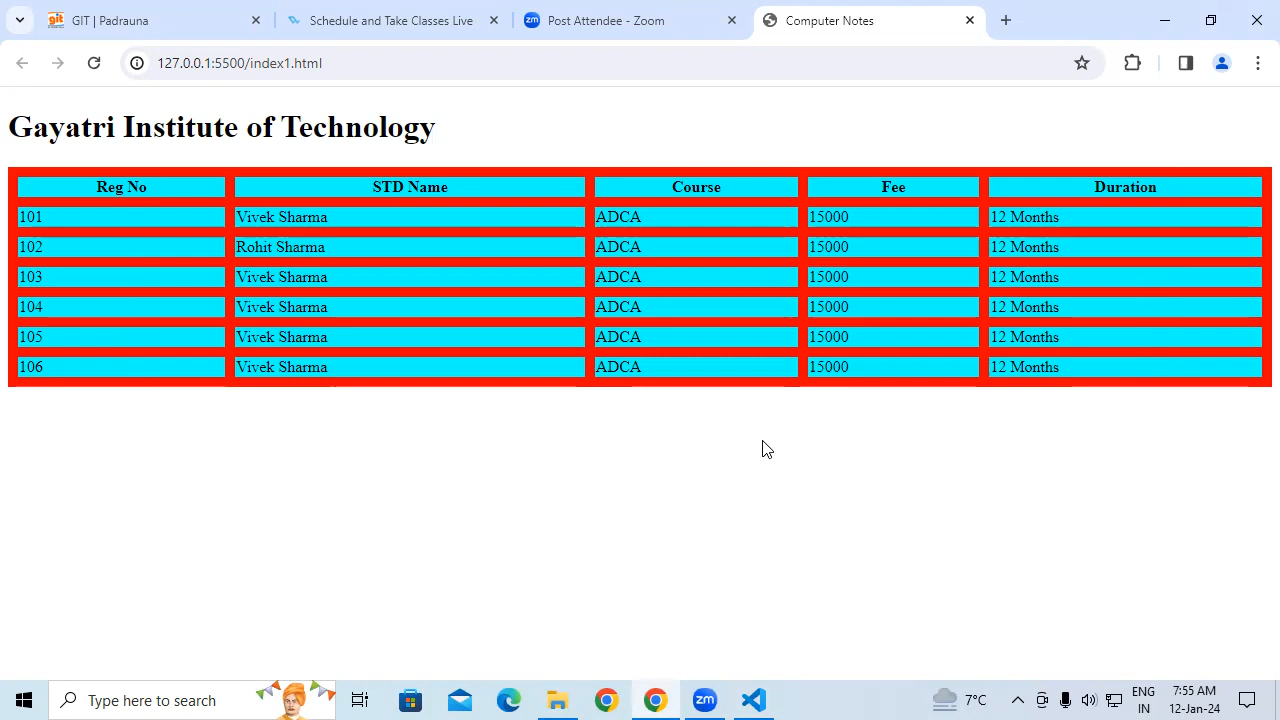 GIT | Padrauna
Schedule and Take Classes Live
zm Post Attendee - Zoom
Computer Notes
127.0.0.1:5500/index1.html
Gayatri Institute of Technology
Reg No STD Name Course Fee Duration
101 Vivek Sharma ADCA 15000 12 Months
102 Rohit Sharma ADCA 15000 12 Months
103 Vivek Sharma ADCA 15000 12 Months
104 Vivek Sharma ADCA 15000 12 Months
105 Vivek Sharma ADCA 15000 12 Months
106 Vivek Sharma ADCA 15000 12 Months
Type here to search
zm
7°C
ENG
IN
7:55 AM
12-Jan-24